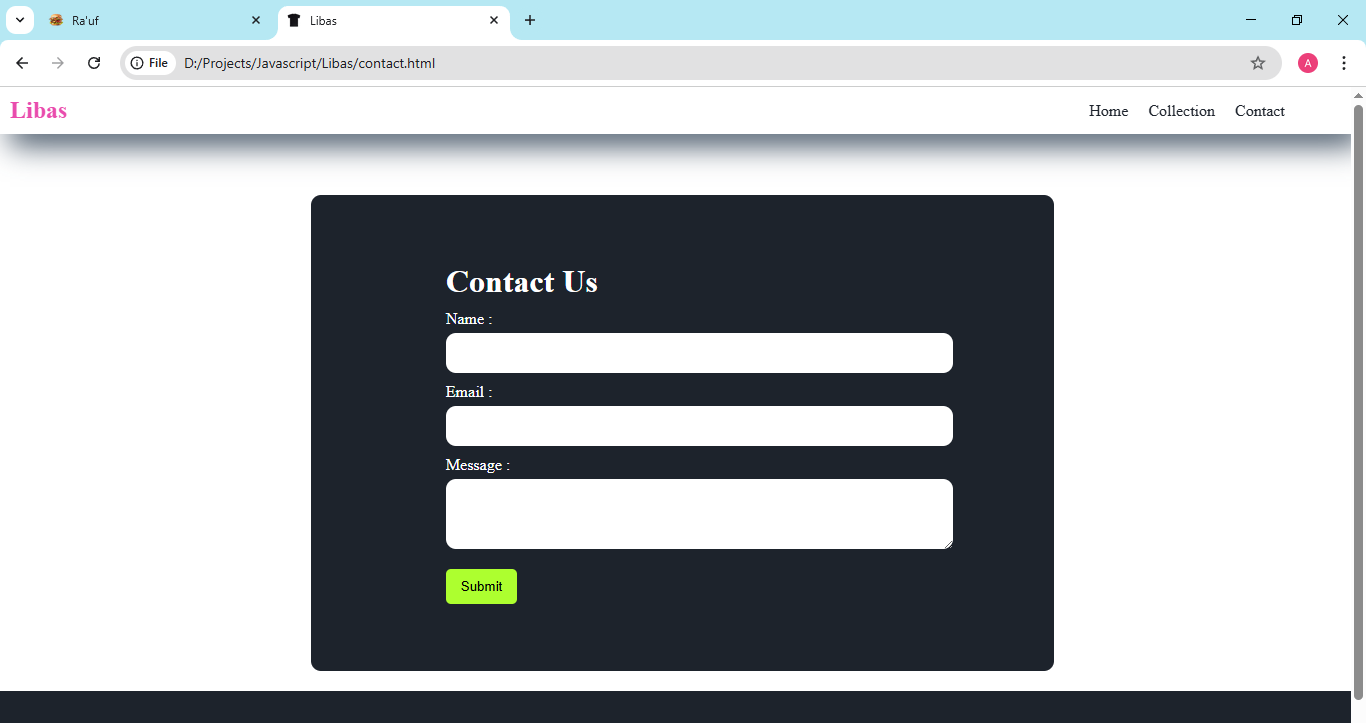 Ra'uf
Libas
File D:/Projects/Javascript/Libas/contact.html
A
Libas
Home Collection Contact
Contact Us
Name :
Email :
Message :
Submit